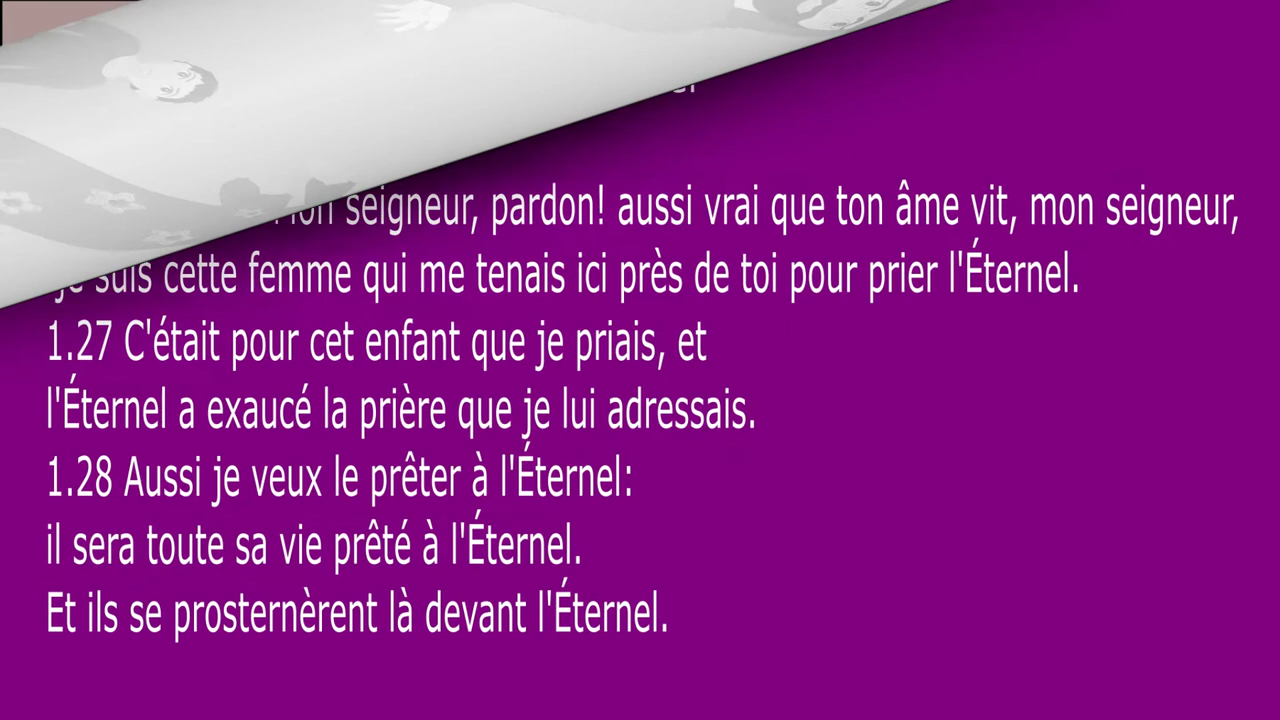 seigneur, pardon! aussi vrai que ton âme vit, mon seigneur,
je suis cette femme qui me tenais ici près de toi pour prier l'Éternel.
1.27 C'était pour cet enfant que je priais, et
l'Éternel a exaucé la prière que je lui adressais.
1.28 Aussi je veux le prêter à l'Éternel:
il sera toute sa vie prêté à l'Éternel.
Et ils se prosternèrent là devant l'Éternel.